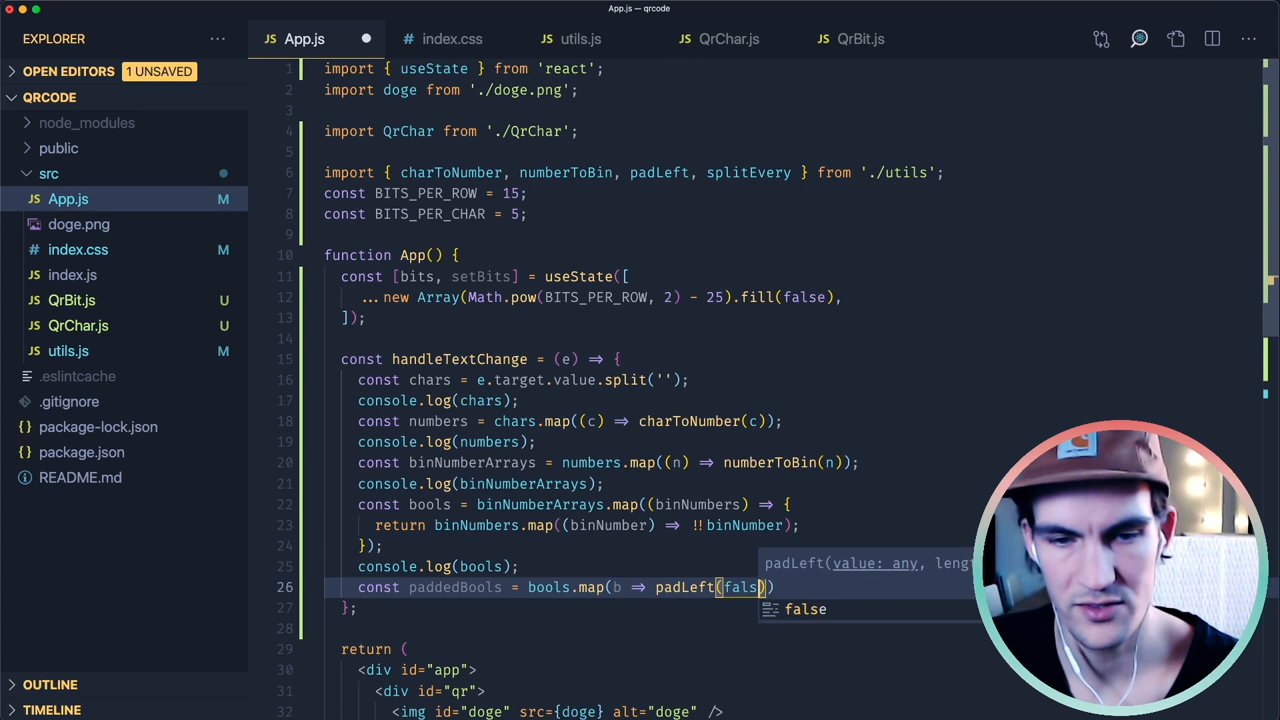 App.js — qrcode
EXPLORER
App.js
index.css
utils.js
QrChar.js
QrBit.js
OPEN EDITORS 1 UNSAVED
QRCODE
node_modules
public
src
JS App.js M
doge.png
# index.css M
JS index.js
JS QrBit.js U
JS QrChar.js U
JS utils.js M
.eslintcache
.gitignore
{} package-lock.json
{} package.json
README.md
OUTLINE
TIMELINE
1 import { useState } from 'react';
2 import doge from './doge.png';
3
4 import QrChar from './QrChar';
5
6 import { charToNumber, numberToBin, padLeft, splitEvery } from './utils';
7 const BITS_PER_ROW = 15;
8 const BITS_PER_CHAR = 5;
9
10 function App() {
11 const [bits, setBits] = useState([
12 ...new Array(Math.pow(BITS_PER_ROW, 2) - 25).fill(false),
13 ]);
14
15 const handleTextChange = (e) => {
16 const chars = e.target.value.split('');
17 console.log(chars);
18 const numbers = chars.map((c) => charToNumber(c));
19 console.log(numbers);
20 const binNumberArrays = numbers.map((n) => numberToBin(n));
21 console.log(binNumberArrays);
22 const bools = binNumberArrays.map((binNumbers) => {
23 return binNumbers.map((binNumber) => !!binNumber);
24 });
25 console.log(bools);
26 const paddedBools = bools.map(b => padLeft(fals))
27 };
28
29 return (
30 <div id="app">
31 <div id="qr">
32 <img id="doge" src={doge} alt="doge" />
padLeft(value: any, leng
false